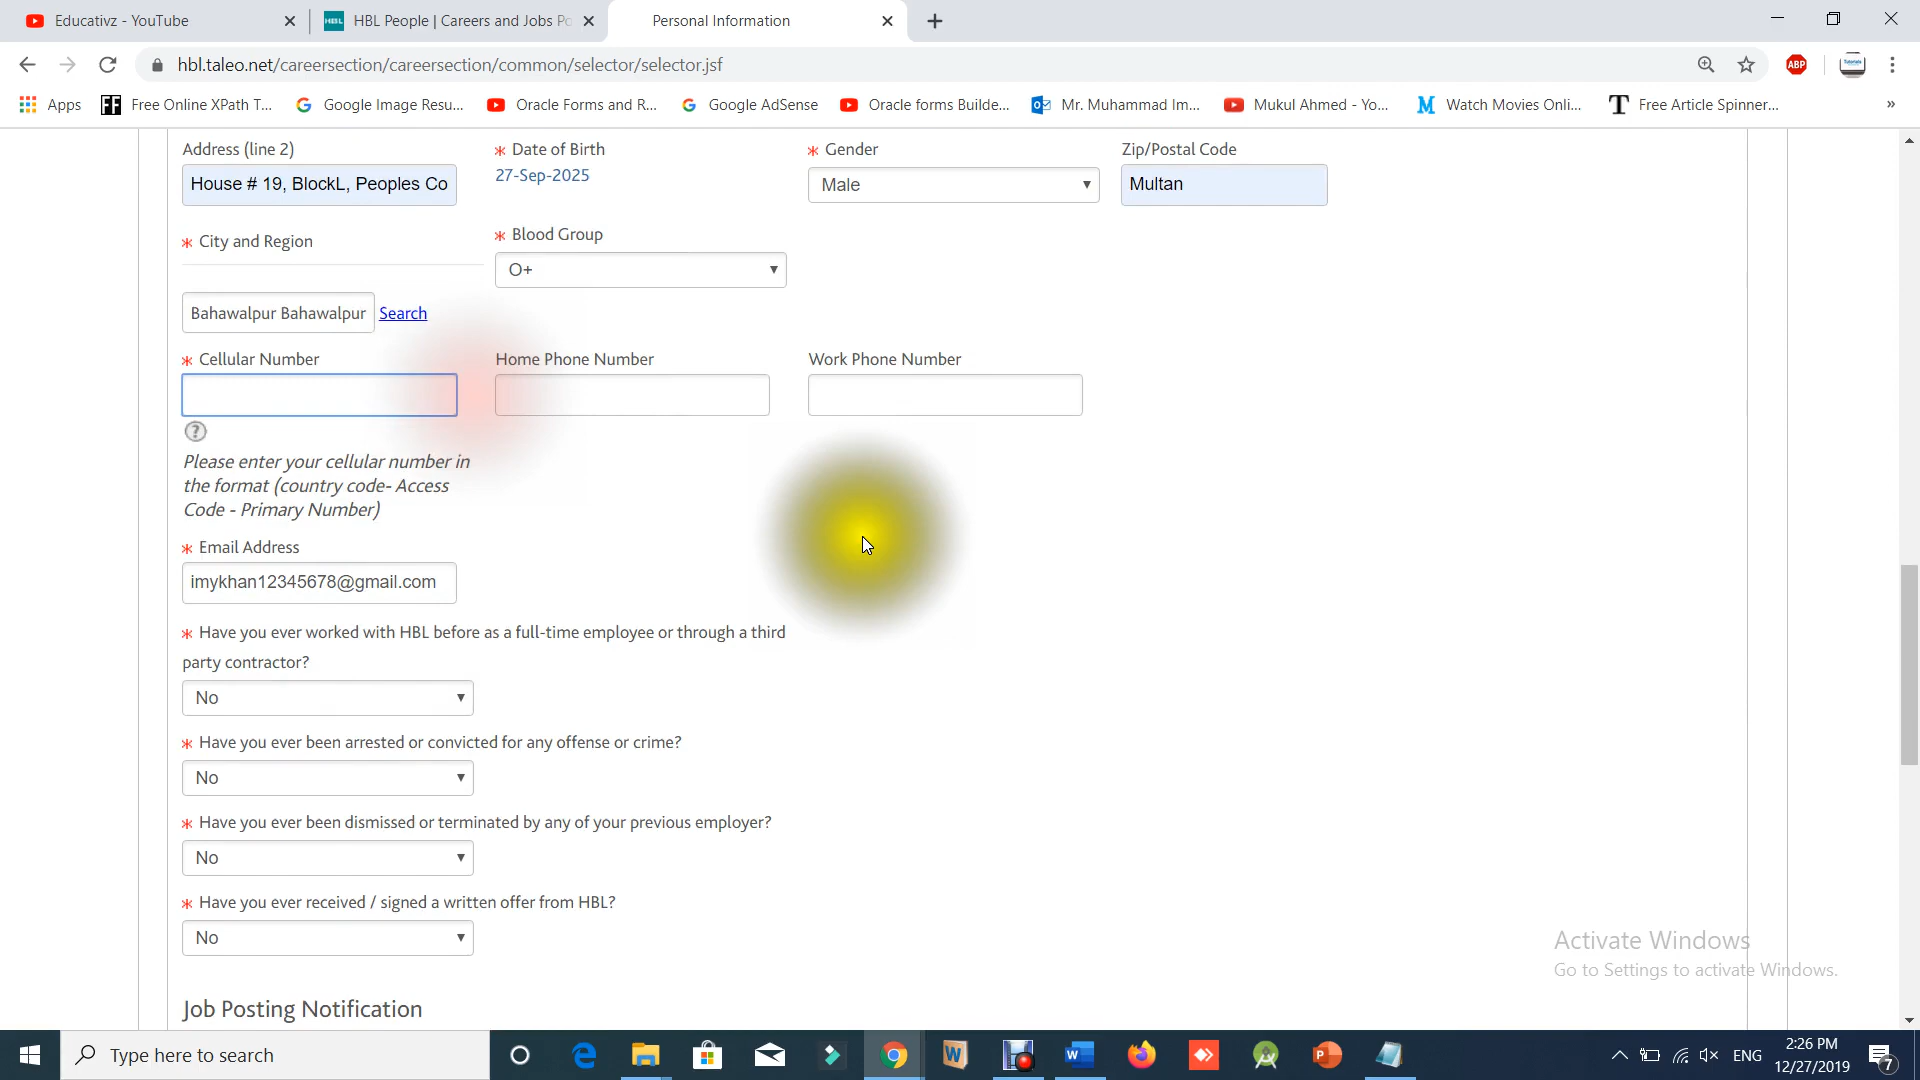 Educativz - YouTube
HBL People | Careers and Jobs Po
Personal Information
hbl.taleo.net/careersection/careersection/common/selector/selector.jsf
ABP
Apps
Free Online XPath T...
Google Image Resu...
Oracle Forms and R...
Google AdSense
Oracle forms Builde...
Mr. Muhammad Im...
Mukul Ahmed - Yo...
Watch Movies Onli...
Free Article Spinner...
Address (line 2)
* Date of Birth
* Gender
Zip/Postal Code
House # 19, BlockL, Peoples Co
27-Sep-2025
Male
Multan
* City and Region
* Blood Group
O+
Bahawalpur Bahawalpur
Search
* Cellular Number
Home Phone Number
Work Phone Number
?
Please enter your cellular number in
the format (country code- Access
Code - Primary Number)
* Email Address
imykhan12345678@gmail.com
* Have you ever worked with HBL before as a full-time employee or through a third
party contractor?
No
* Have you ever been arrested or convicted for any offense or crime?
No
* Have you ever been dismissed or terminated by any of your previous employer?
No
* Have you ever received / signed a written offer from HBL?
No
Activate Windows
Go to Settings to activate Windows.
Job Posting Notification
Type here to search
ENG
2:26 PM
12/27/2019
7